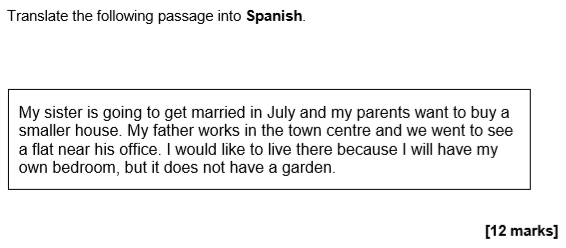 Translate the following passage into Spanish.
My sister is going to get married in July and my parents want to buy a
smaller house. My father works in the town centre and we went to see
a flat near his office. I would like to live there because I will have my
own bedroom, but it does not have a garden.
[12 marks]